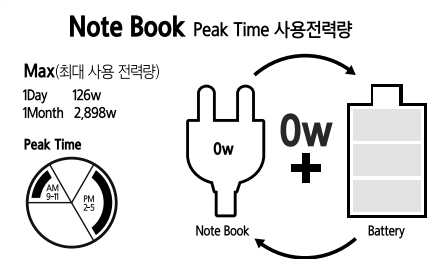 Note Book Peak Time 사용전력량
Max(최대 사용 전력량)
1Day 126w
1Month 2,898w
Peak Time
AM
9-11
PM
2-5
0w
0w
+
Note Book
Battery